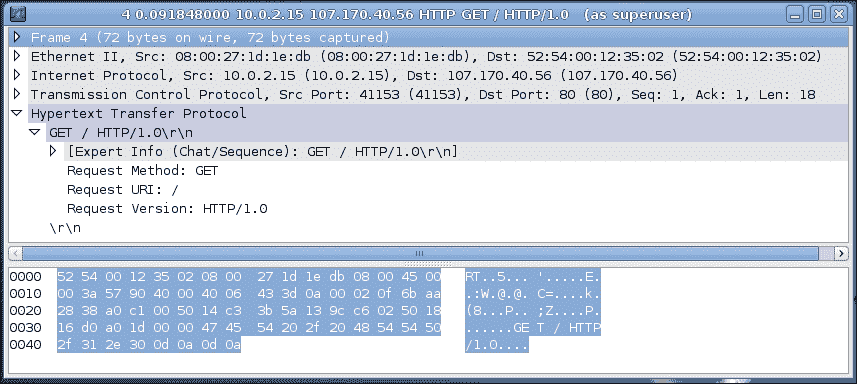 4 0.091848000 10.0.2.15 107.170.40.56 HTTP GET / HTTP/1.0 (as superuser)
Frame 4 (72 bytes on wire, 72 bytes captured)
Ethernet II, Src: 08:00:27:1d:1e:db (08:00:27:1d:1e:db), Dst: 52:54:00:12:35:02 (52:54:00:12:35:02)
Internet Protocol, Src: 10.0.2.15 (10.0.2.15), Dst: 107.170.40.56 (107.170.40.56)
Transmission Control Protocol, Src Port: 41153 (41153), Dst Port: 80 (80), Seq: 1, Ack: 1, Len: 18
Hypertext Transfer Protocol
GET / HTTP/1.0\r\n
[Expert Info (Chat/Sequence): GET / HTTP/1.0\r\n]
Request Method: GET
Request URI: /
Request Version: HTTP/1.0
\r\n
0000 52 54 00 12 35 02 08 00 27 1d 1e db 08 00 45 00 RT..5... '.....E.
0010 00 3a 57 90 40 00 40 06 43 3d 0a 00 02 0f 6b aa .:W.@.@. C=....k.
0020 28 38 a0 c1 00 50 14 c3 3b 5a 13 9c c6 02 50 18 (8...P.. ;Z....P.
0030 16 d0 a0 1d 00 00 47 45 54 20 2f 20 48 54 54 50 ......GE T / HTTP
0040 2f 31 2e 30 0d 0a 0d 0a /1.0....